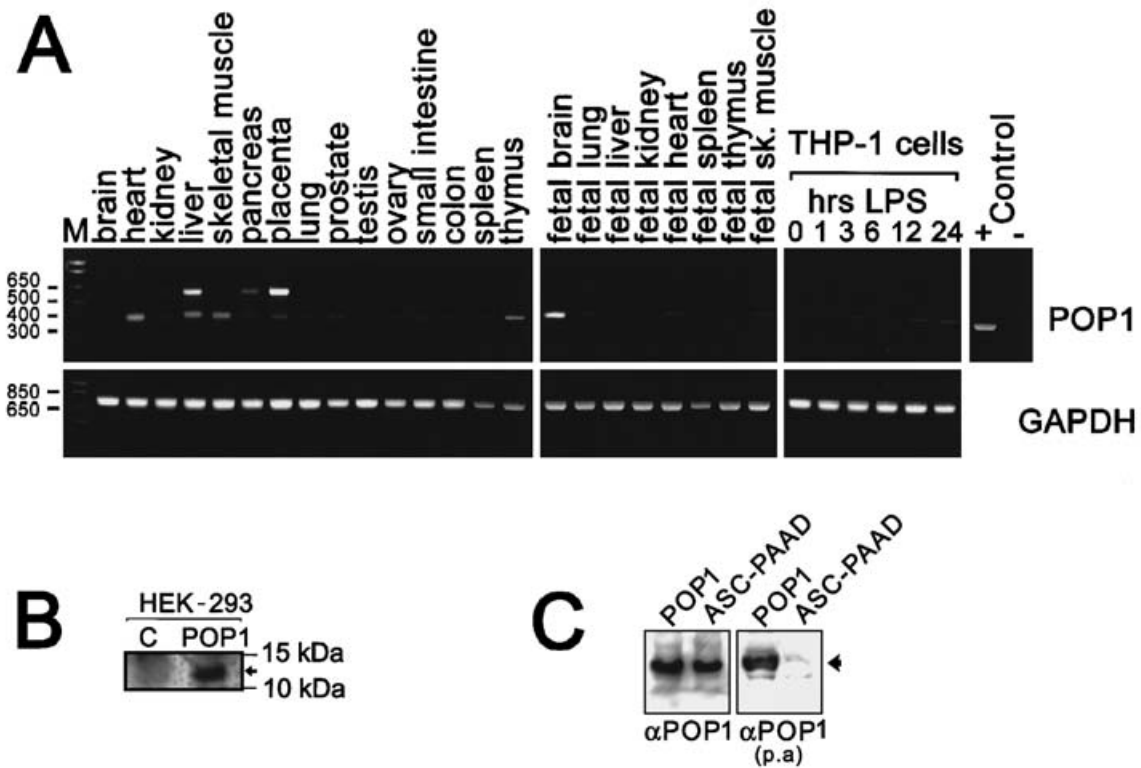 A
M
brain
heart
kidney
liver
skeletal muscle
pancreas
placenta
lung
prostate
testis
ovary
small intestine
colon
spleen
thymus
fetal brain
fetal lung
fetal liver
fetal kidney
fetal heart
fetal spleen
fetal thymus
fetal sk. muscle
THP-1 cells
hrs LPS
0 1 3 6 12 24
Control
+ -
650
500
400
300
POP1
850
650
GAPDH
B
HEK-293
C POP1
15 kDa
10 kDa
C
POP1
ASC-PAAD
POP1
ASC-PAAD
αPOP1
αPOP1
(p.a)